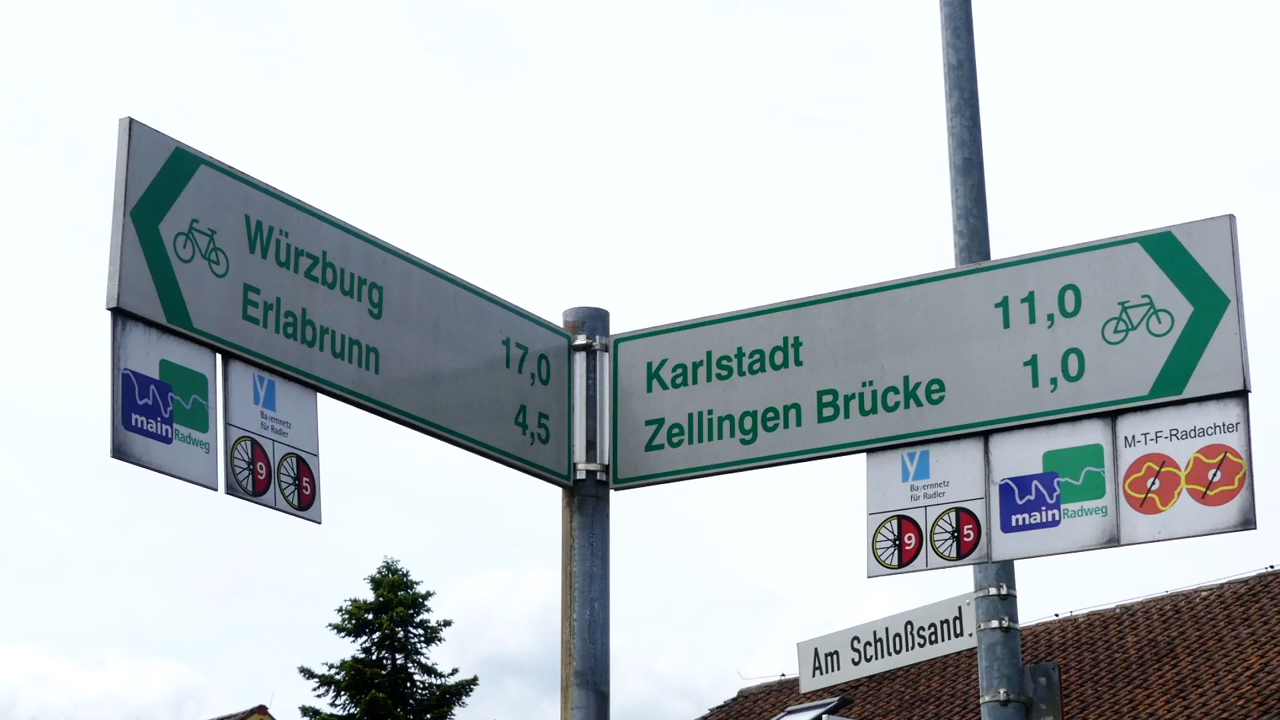 Würzburg 17,0
Erlabrunn 4,5
main Radweg
Bayernnetz
für Radler
9 5
Karlstadt 11,0
Zellingen Brücke 1,0
Bayernnetz
für Radler
9 5
main Radweg
M-T-F-Radachter
Am Schloßsand.